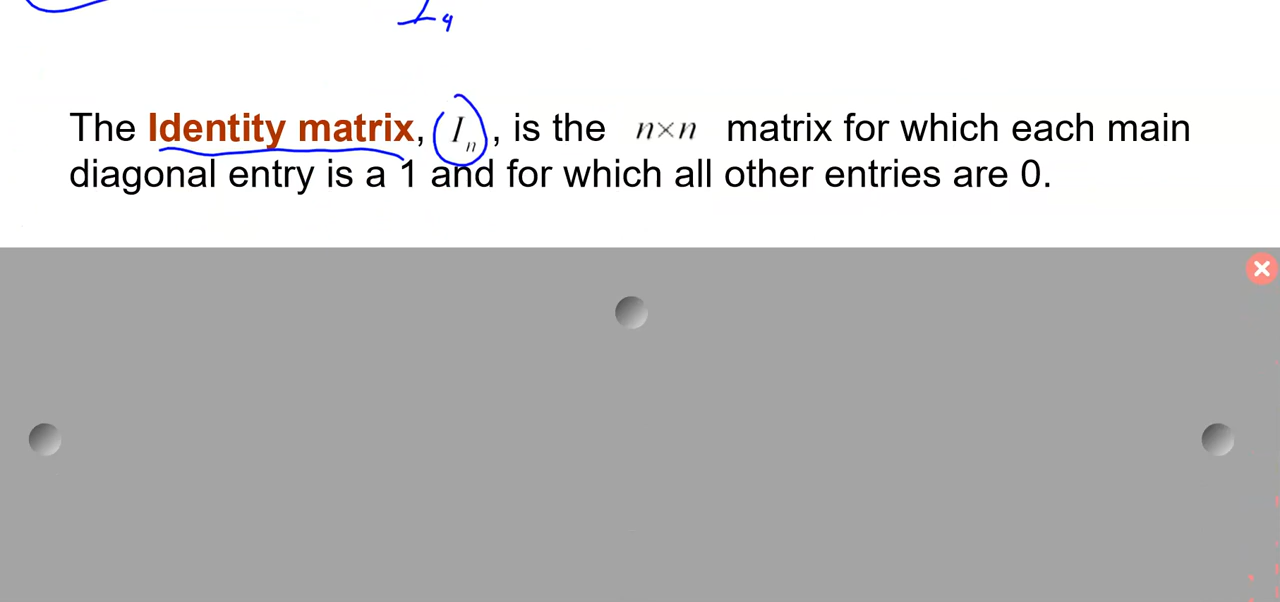 I₄
The Identity matrix, Iₙ, is the n×n matrix for which each main
diagonal entry is a 1 and for which all other entries are 0.